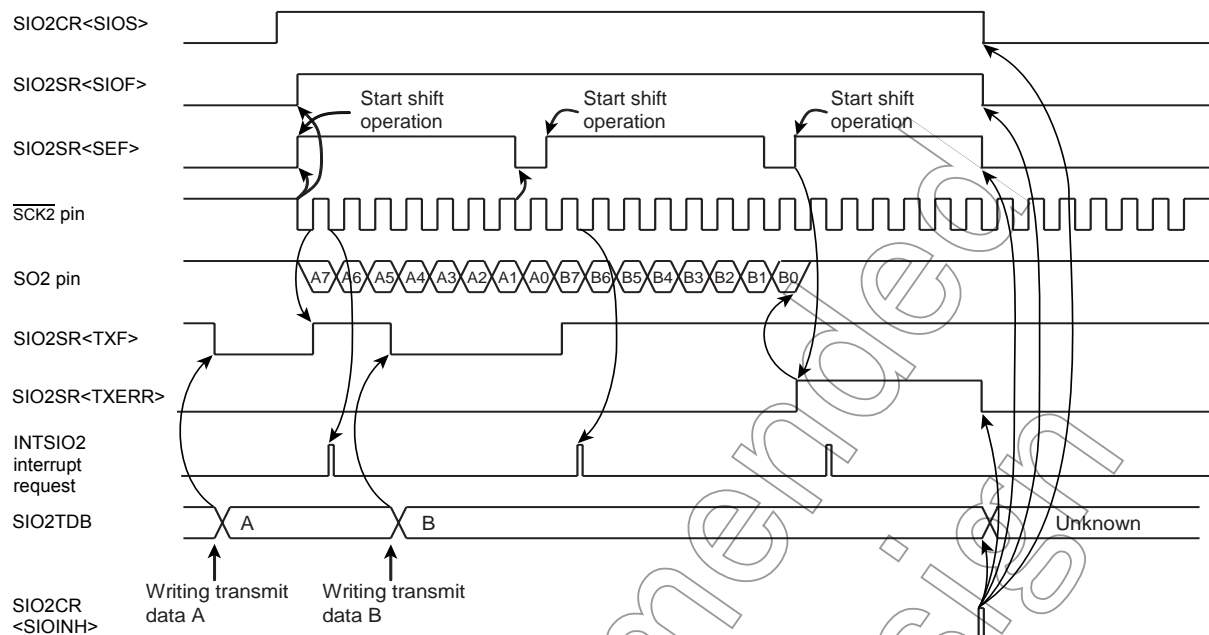 SIO2CR<SIOS>
SIO2SR<SIOF>
Start shift
operation
Start shift
operation
Start shift
operation
SIO2SR<SEF>
SCK2 pin
SO2 pin
A7 A6 A5 A4 A3 A2 A1 A0 B7 B6 B5 B4 B3 B2 B1 B0
SIO2SR<TXF>
SIO2SR<TXERR>
INTSIO2
interrupt
request
SIO2TDB
A
B
Unknown
Writing transmit
data A
Writing transmit
data B
SIO2CR
<SIOINH>